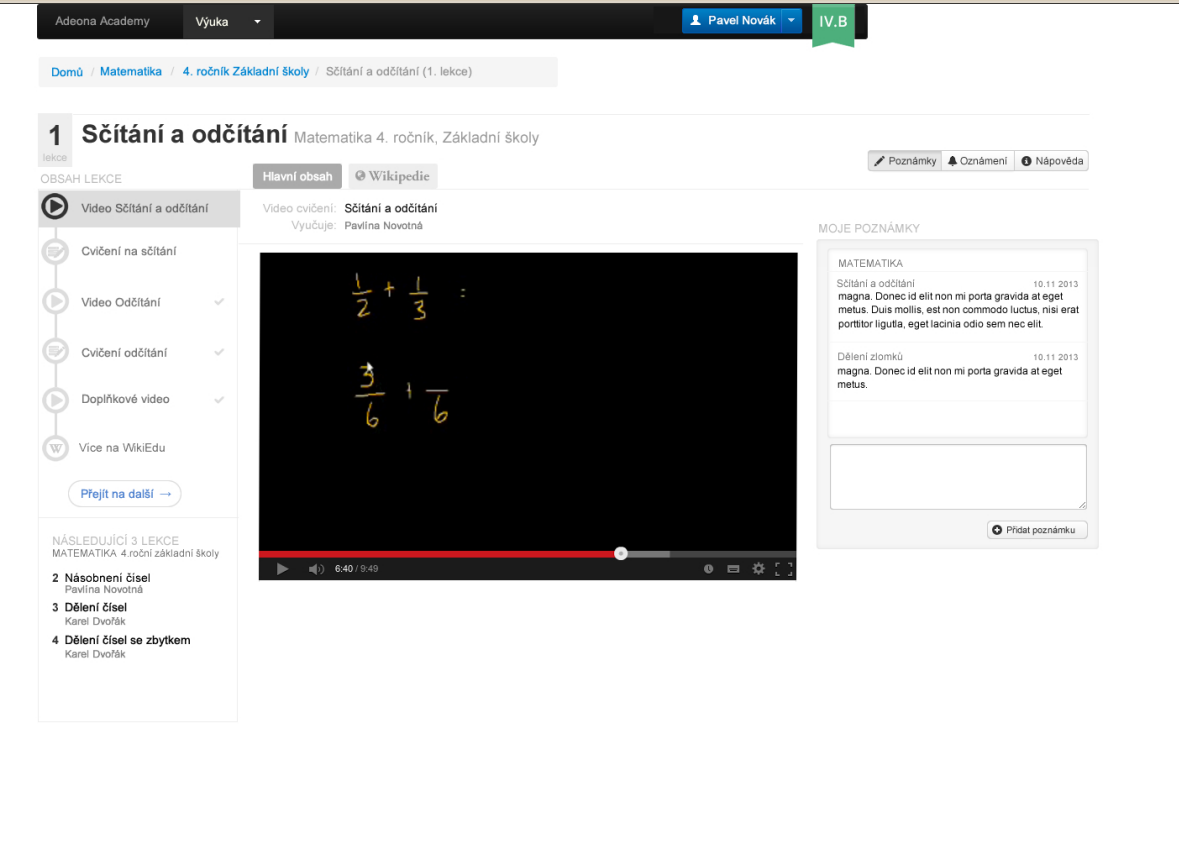 Adeona Academy
Výuka
Pavel Novák
IV.B
Domů / Matematika / 4. ročník Základní školy / Sčítání a odčítání (1. lekce)
1
lekce
Sčítání a odčítání Matematika 4. ročník, Základní školy
Poznámky
Oznámení
Nápověda
OBSAH LEKCE
Video Sčítání a odčítání
Cvičení na sčítání
Video Odčítání
Cvičení odčítání
Doplňkové video
W
Více na WikiEdu
Přejít na další →
NÁSLEDUJÍCÍ 3 LEKCE
MATEMATIKA 4.roční základní školy
2 Násobnení čisel
Pavlína Novotná
3 Dělení čísel
Karel Dvořák
4 Dělení čísel se zbytkem
Karel Dvořák
Hlavní obsah
Wikipedie
Video cvičení: Sčítání a odčítání
Vyučuje: Pavlína Novotná
1/2 + 1/3 :
3/6 + /6
6:40 / 9:49
MOJE POZNÁMKY
MATEMATIKA
Sčítání a odčítání 10.11 2013
magna. Donec id elit non mi porta gravida at eget
metus. Duis mollis, est non commodo luctus, nisi erat
porttitor ligutla, eget lacinia odio sem nec elit.
Dělení zlomků 10.11 2013
magna. Donec id elit non mi porta gravida at eget
metus.
Přidat poznámku